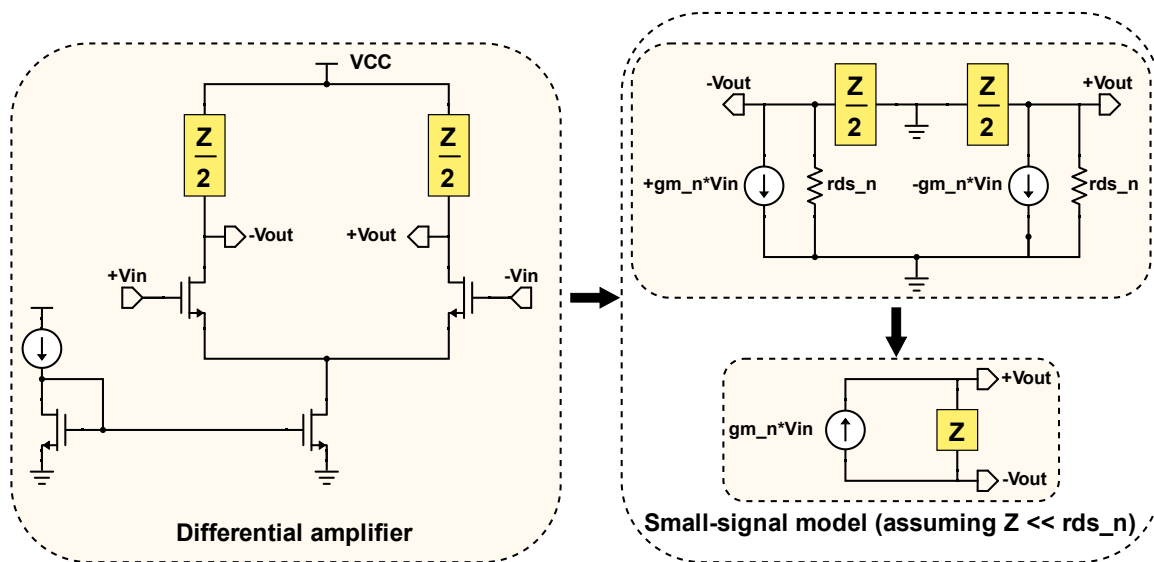 VCC
Z
2
Z
2
-Vout
+Vout
+Vin
-Vin
Differential amplifier
-Vout
+Vout
Z
2
Z
2
+gm_n*Vin
rds_n
-gm_n*Vin
rds_n
+Vout
gm_n*Vin
Z
-Vout
Small-signal model (assuming Z << rds_n)